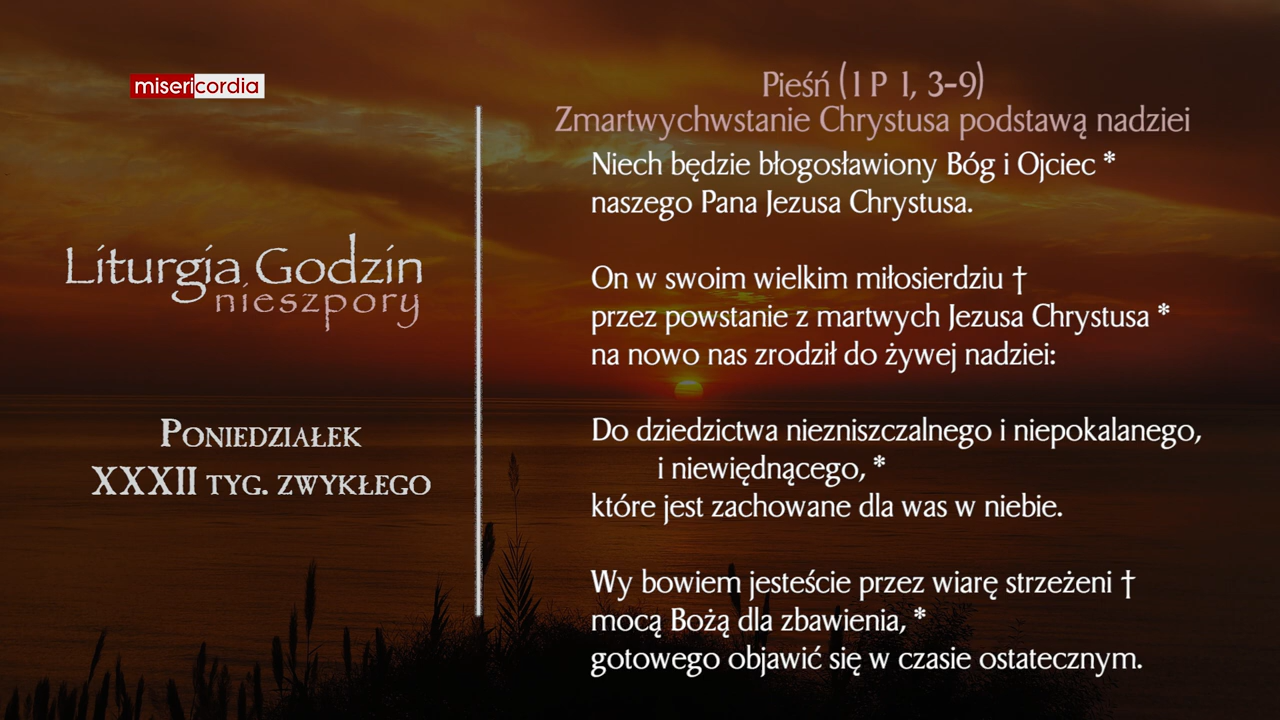 misericordia
Liturgia Godzin
nieszpory
Poniedziałek
XXXII tyg. zwykłego
Pieśń (1 P 1, 3-9)
Zmartwychwstanie Chrystusa podstawą nadziei
Niech będzie błogosławiony Bóg i Ojciec *
naszego Pana Jezusa Chrystusa.
On w swoim wielkim miłosierdziu †
przez powstanie z martwych Jezusa Chrystusa *
na nowo nas zrodził do żywej nadziei:
Do dziedzictwa niezniszczalnego i niepokalanego,
i niewiędnącego, *
które jest zachowane dla was w niebie.
Wy bowiem jesteście przez wiarę strzeżeni †
mocą Bożą dla zbawienia, *
gotowego objawić się w czasie ostatecznym.